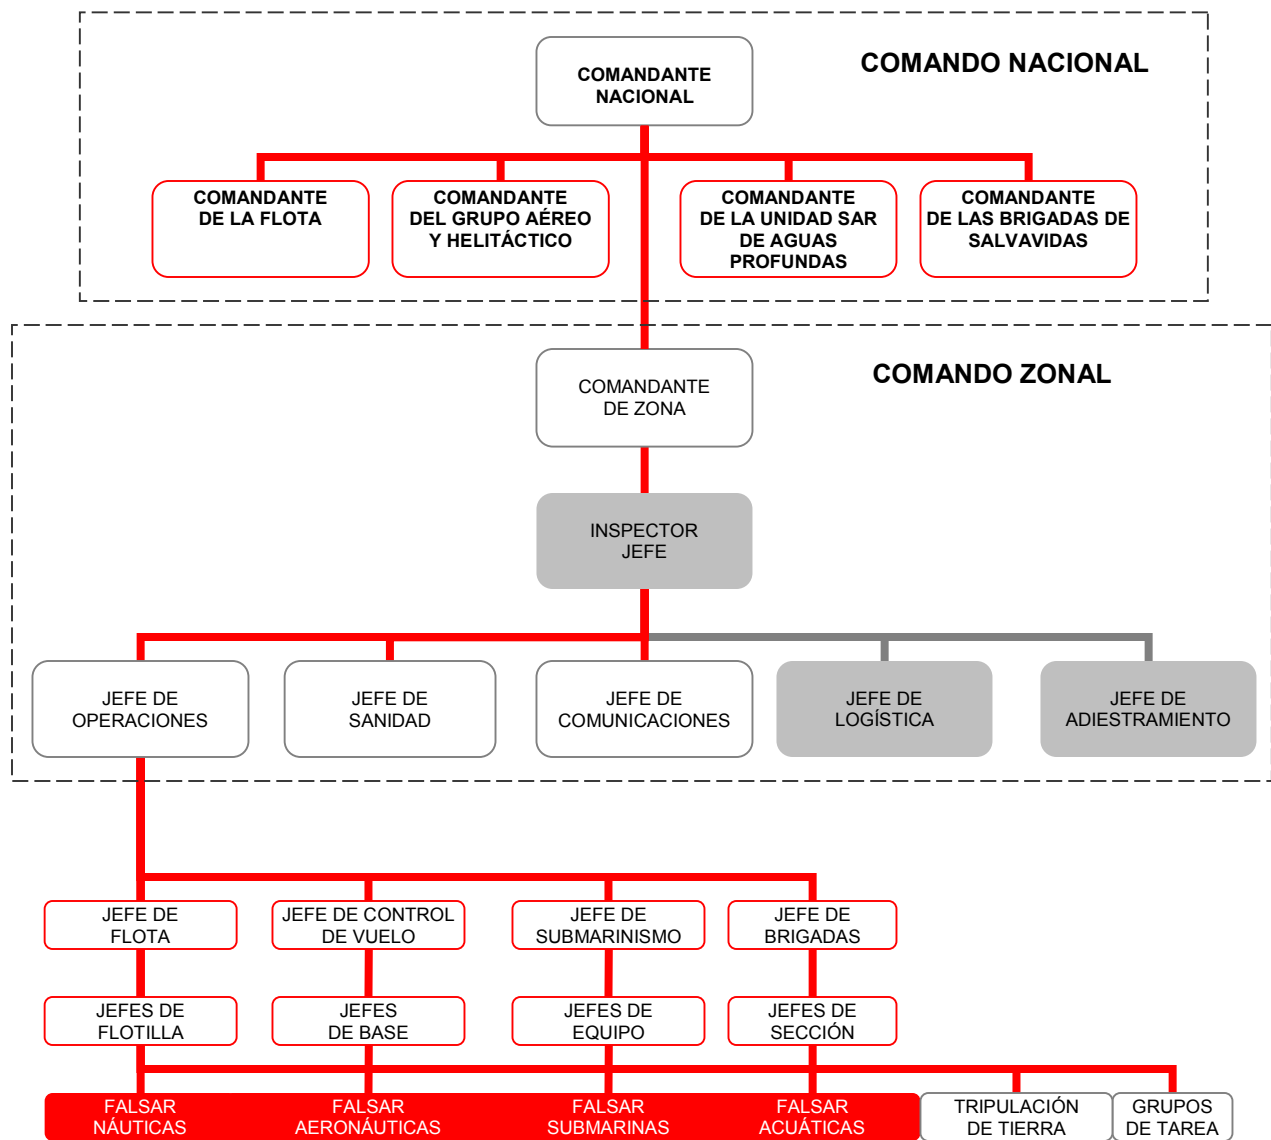 COMANDO NACIONAL
COMANDANTE
NACIONAL
COMANDANTE
DE LA FLOTA
COMANDANTE
DEL GRUPO AÉREO
Y HELITÁCTICO
COMANDANTE
DE LA UNIDAD SAR
DE AGUAS
PROFUNDAS
COMANDANTE
DE LAS BRIGADAS DE
SALVAVIDAS
COMANDO ZONAL
COMANDANTE
DE ZONA
INSPECTOR
JEFE
JEFE DE
OPERACIONES
JEFE DE
SANIDAD
JEFE DE
COMUNICACIONES
JEFE DE
LOGÍSTICA
JEFE DE
ADIESTRAMIENTO
JEFE DE
FLOTA
JEFE DE CONTROL
DE VUELO
JEFE DE
SUBMARINISMO
JEFE DE
BRIGADAS
JEFES DE
FLOTILLA
JEFES
DE BASE
JEFES DE
EQUIPO
JEFES DE
SECCIÓN
FALSAR
NÁUTICAS
FALSAR
AERONÁUTICAS
FALSAR
SUBMARINAS
FALSAR
ACUÁTICAS
TRIPULACIÓN
DE TIERRA
GRUPOS
DE TAREA